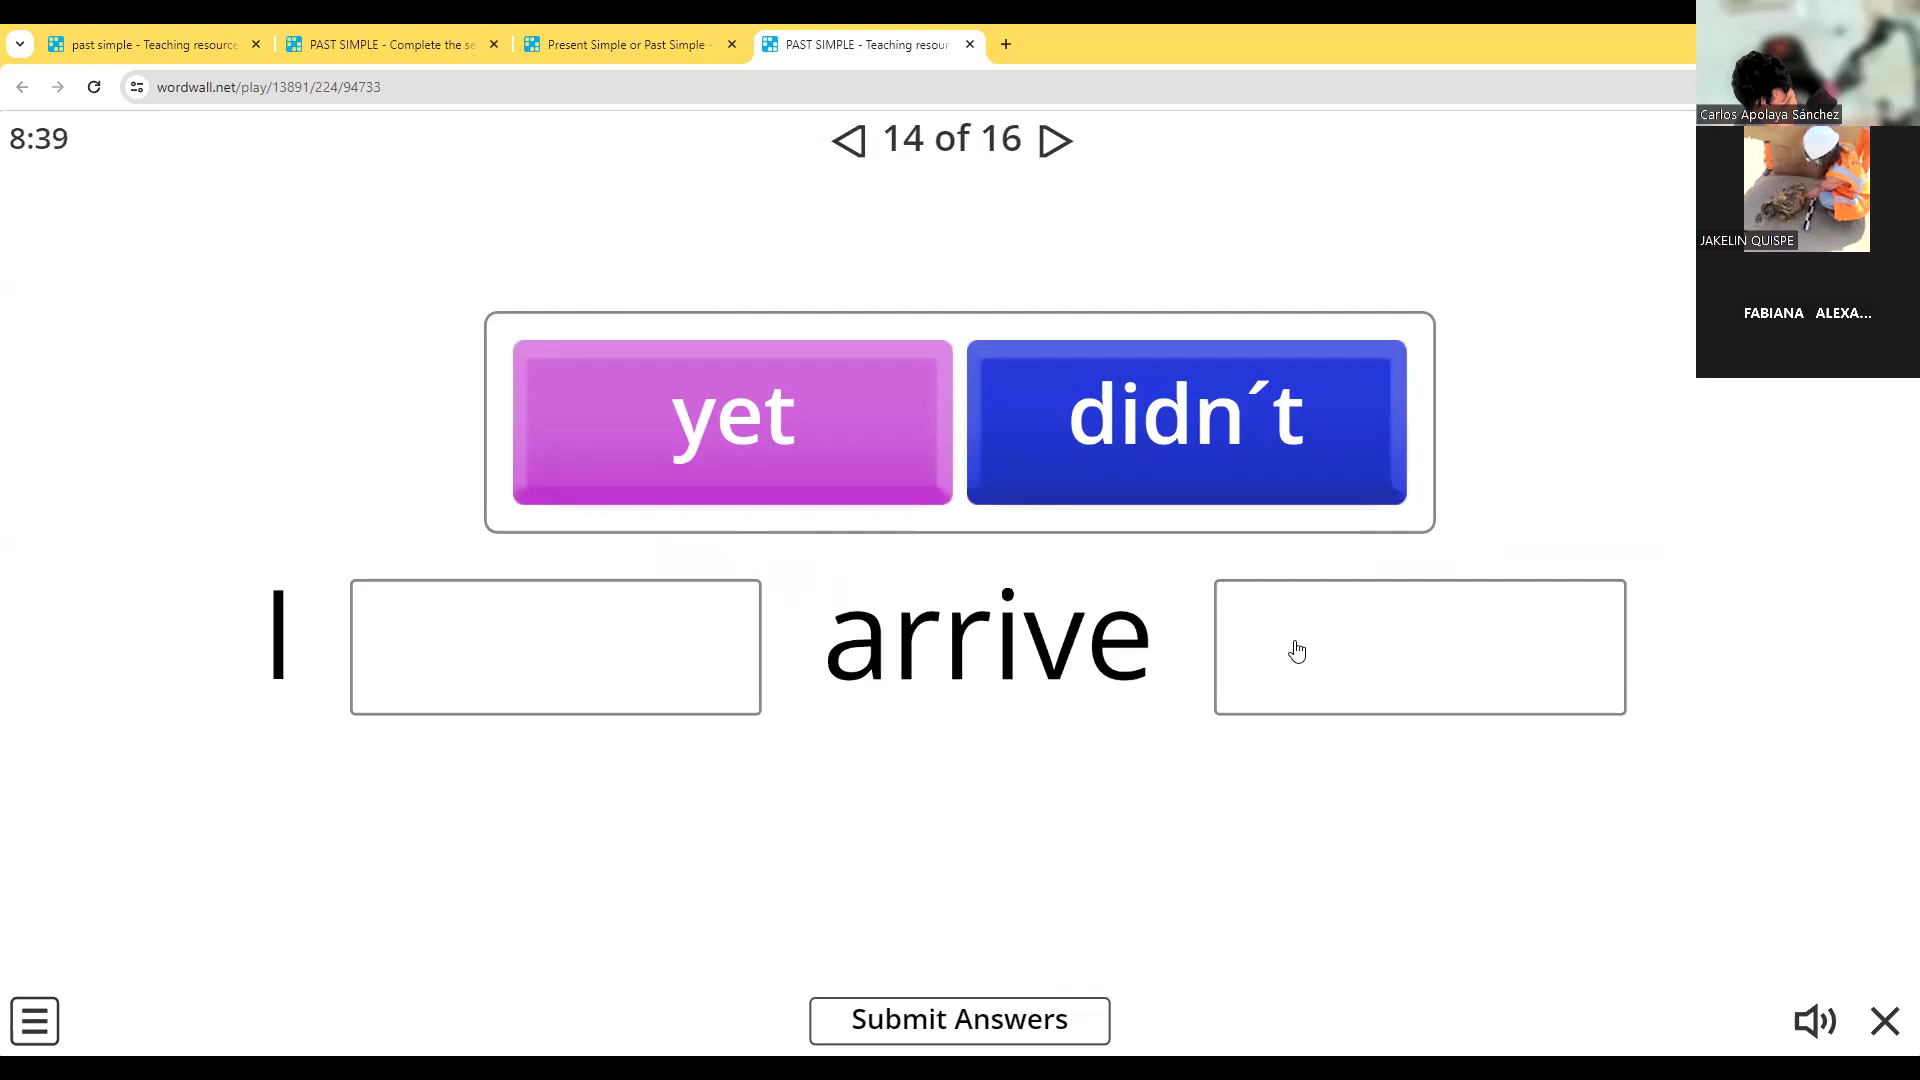 past simple - Teaching resource
PAST SIMPLE - Complete the se
Present Simple or Past Simple -
PAST SIMPLE - Teaching resour
wordwall.net/play/13891/224/94733
8:39
14 of 16
Carlos Apolaya Sánchez
JAKELIN QUISPE
FABIANA ALEXA...
yet
didn´t
I arrive
Submit Answers